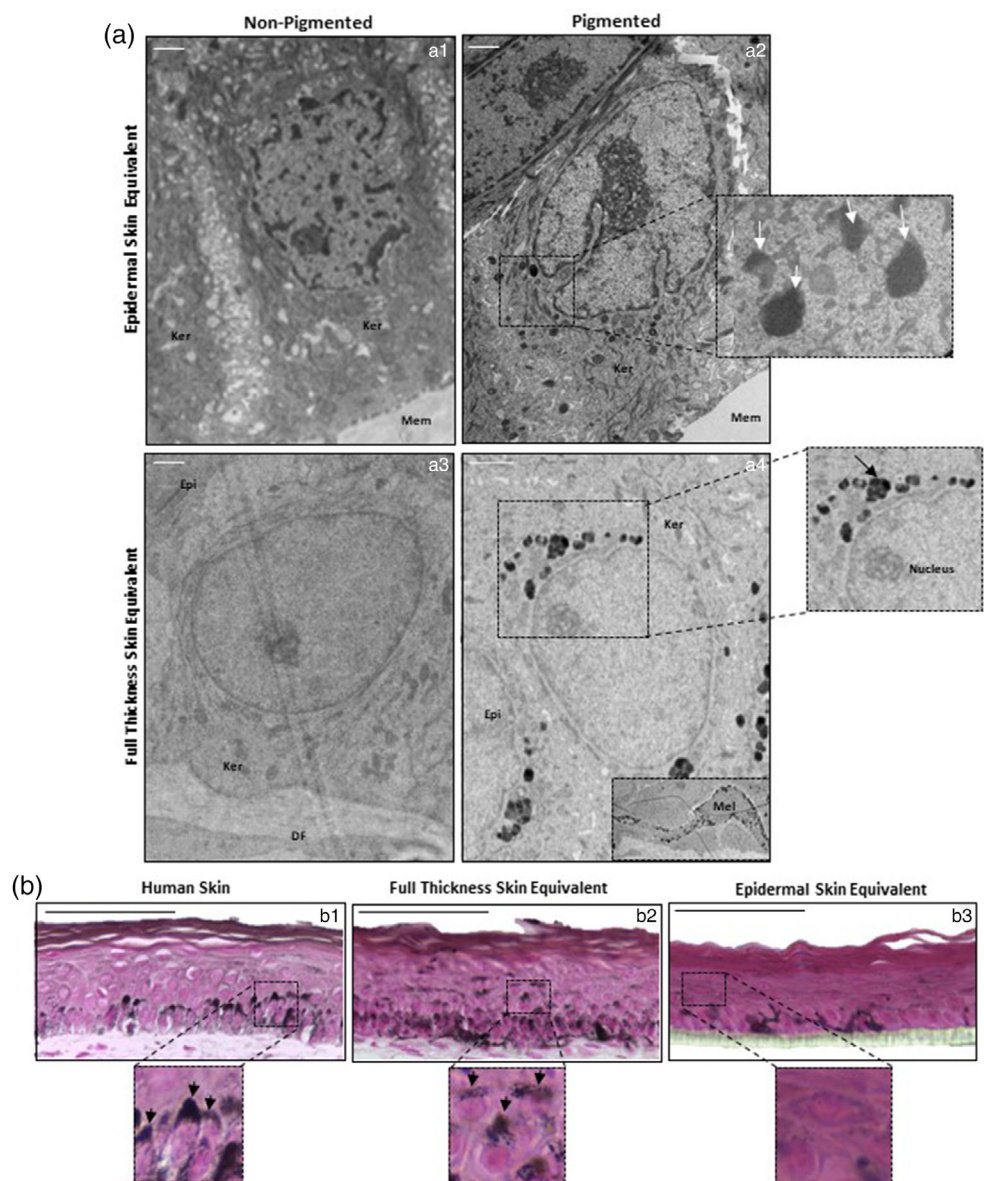 Non-Pigmented
Pigmented
(a)
a1
a2
Epidermal Skin Equivalent
Ker
Ker
Mem
Ker
Mem
a3
a4
Full Thickness Skin Equivalent
Epi
Ker
DF
Ker
Epi
Mel
Nucleus
(b)
Human Skin
Full Thickness Skin Equivalent
Epidermal Skin Equivalent
b1
b2
b3